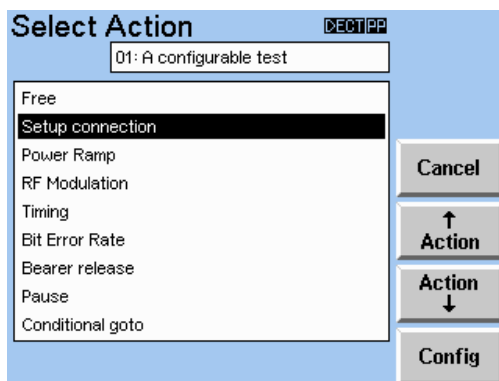 Select Action DECT PP
01: A configurable test
Free
Setup connection
Power Ramp
RF Modulation
Timing
Bit Error Rate
Bearer release
Pause
Conditional goto
Cancel
↑
Action
Action
↓
Config